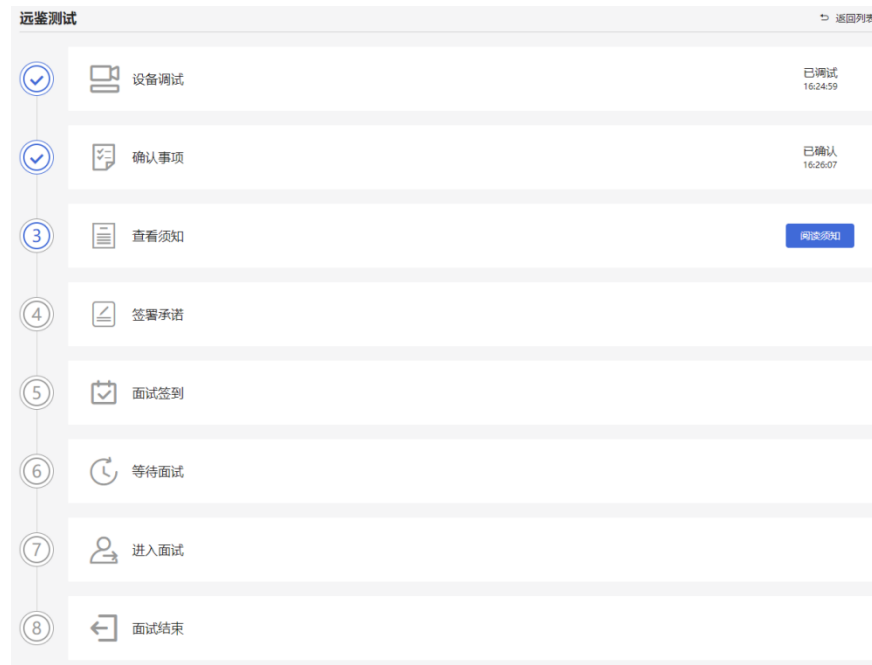 远鉴测试
返回列表
设备调试
已调试
16:24:59
确认事项
已确认
16:26:07
3
查看须知
阅读须知
4
签署承诺
5
面试签到
6
等待面试
7
进入面试
8
面试结束